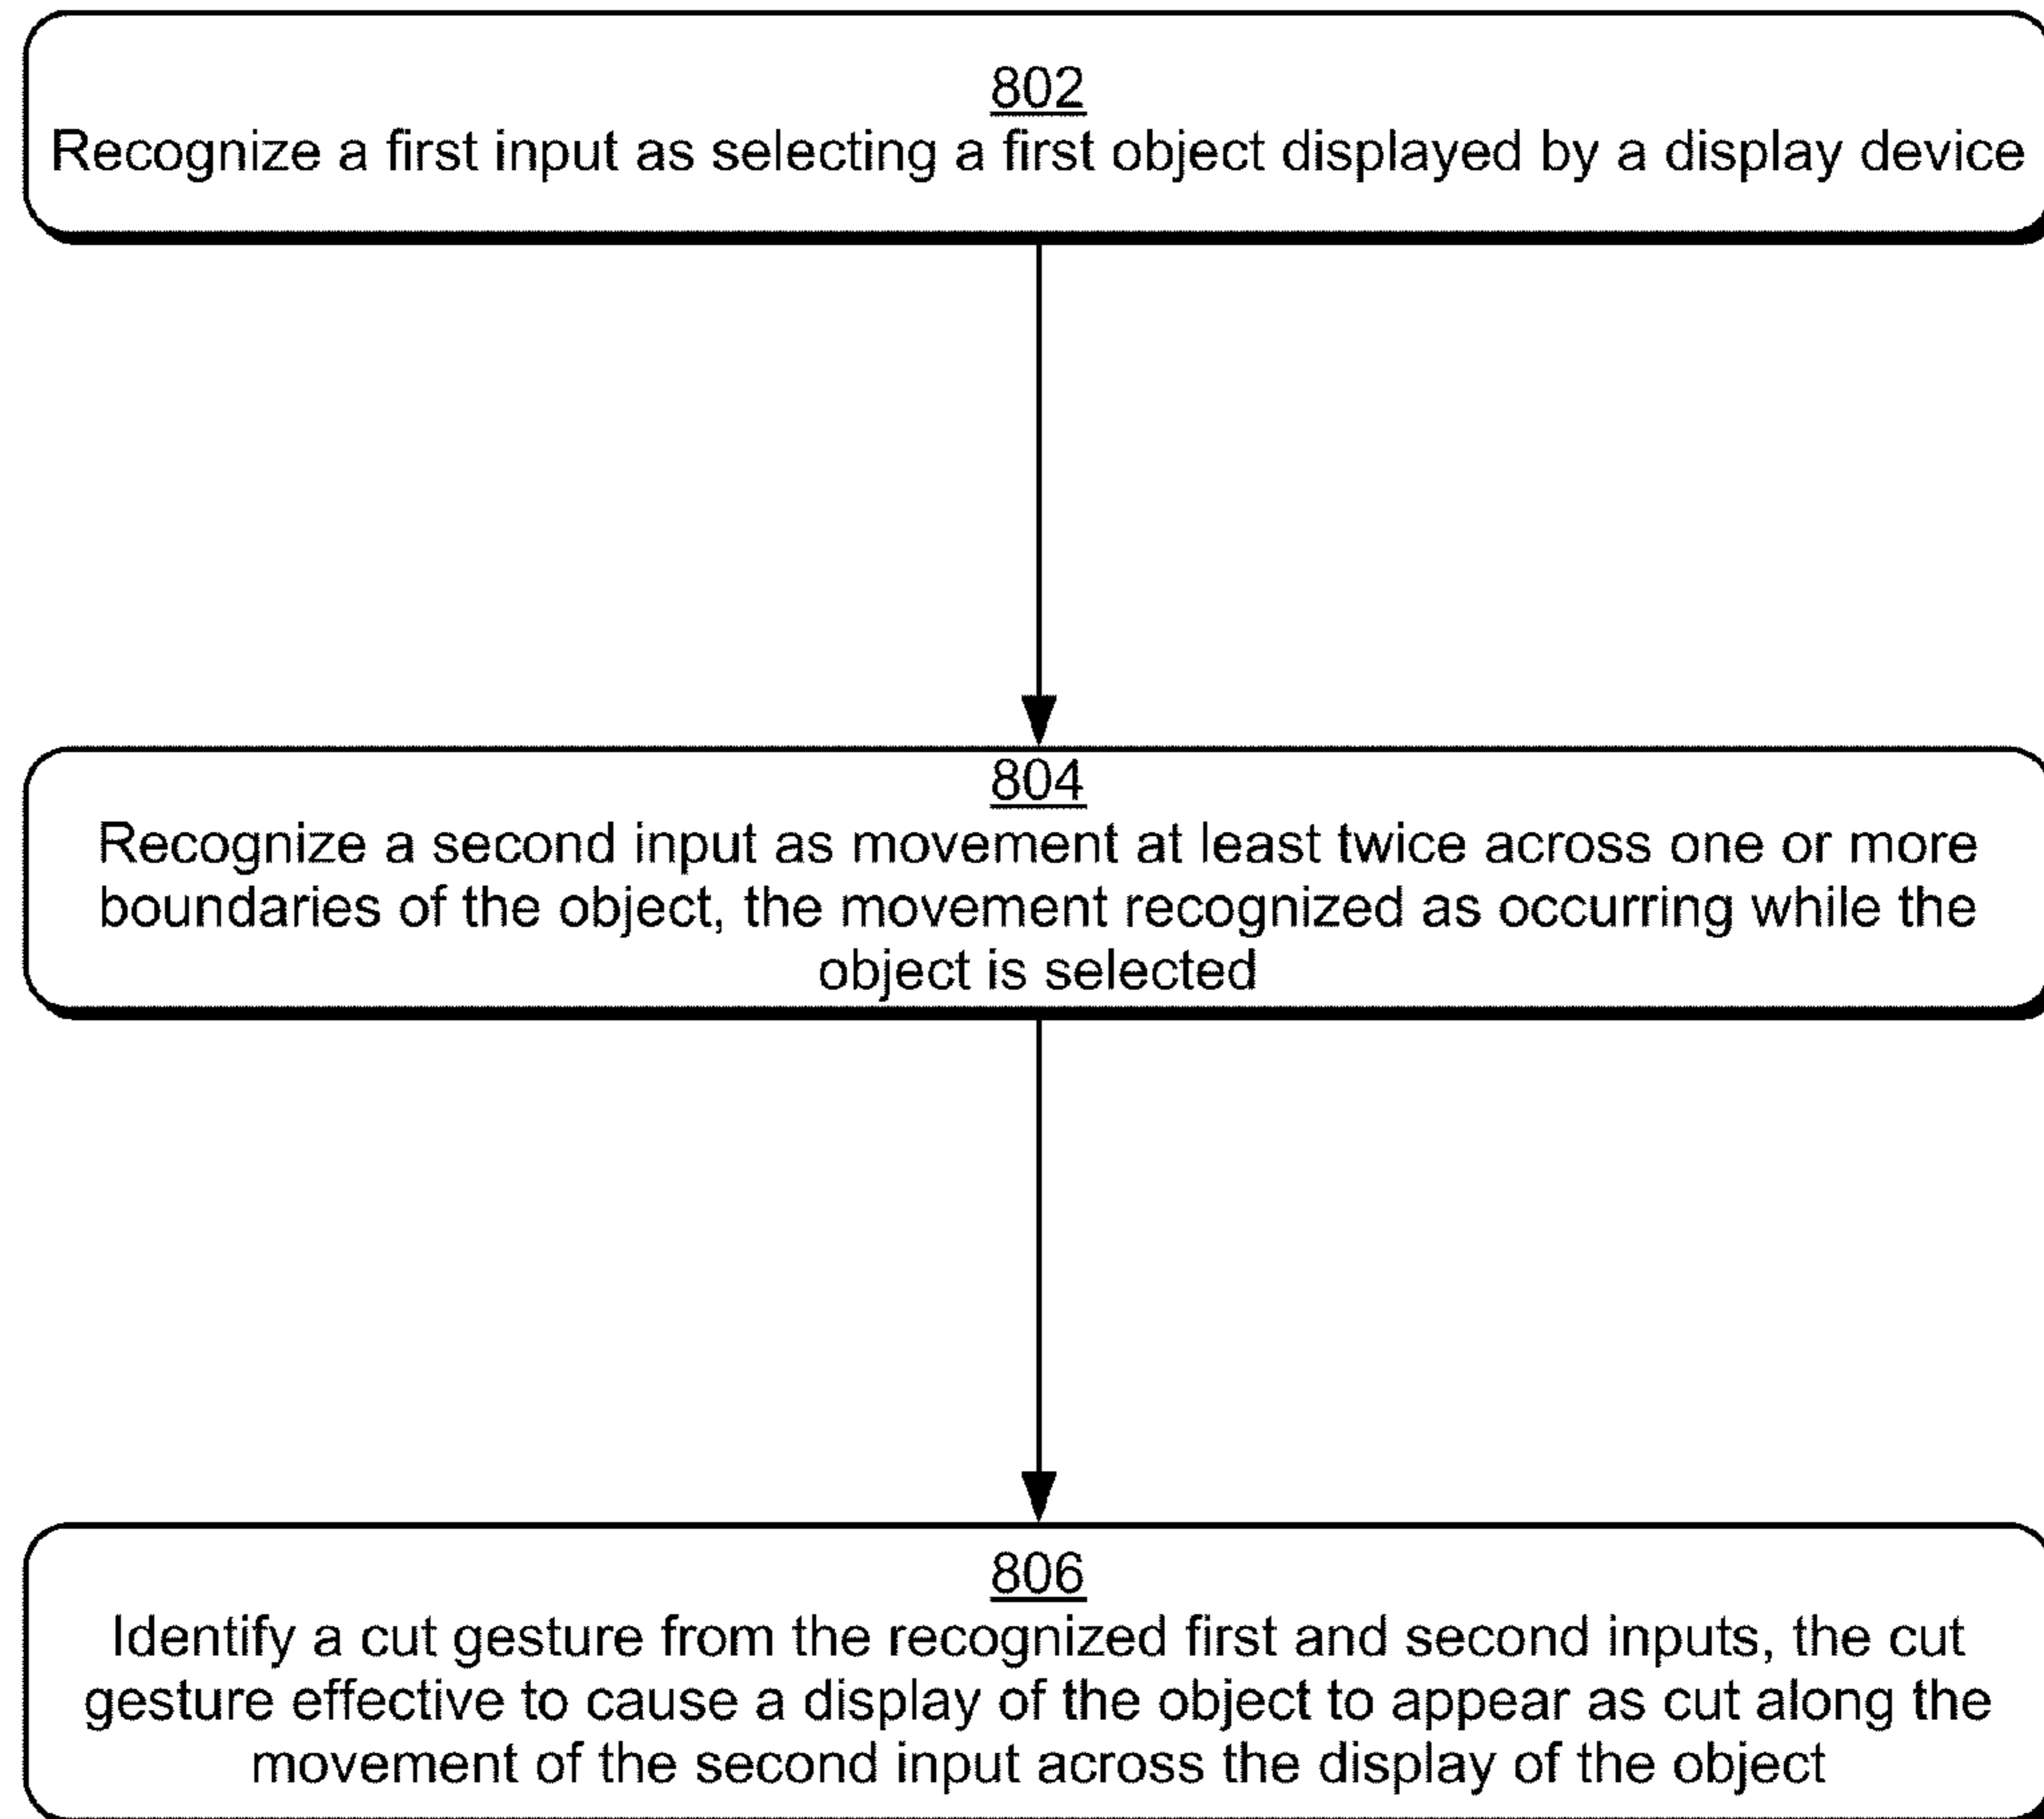 802
Recognize a first input as selecting a first object displayed by a display device
804
Recognize a second input as movement at least twice across one or more
boundaries of the object, the movement recognized as occurring while the
object is selected
806
Identify a cut gesture from the recognized first and second inputs, the cut
gesture effective to cause a display of the object to appear as cut along the
movement of the second input across the display of the object